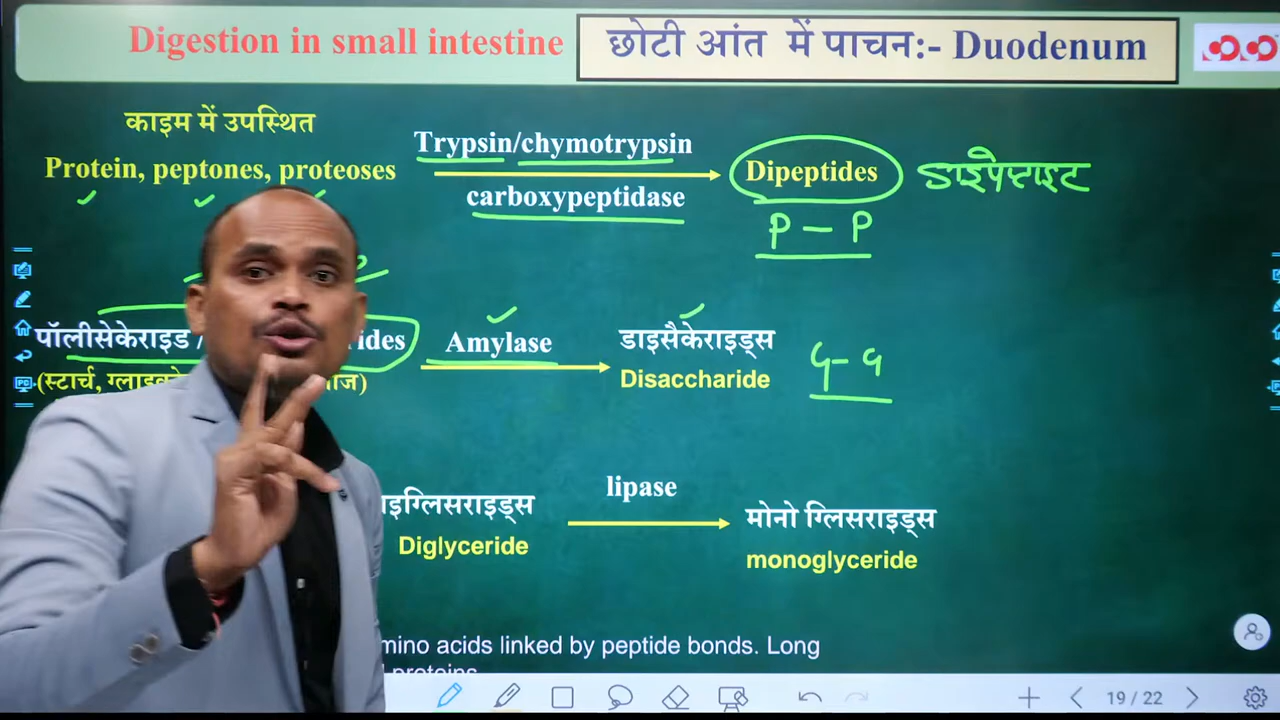 Digestion in small intestine
छोटी आंत में पाचन:- Duodenum
काइम में उपस्थित
Protein, peptones, proteoses
Trypsin/chymotrypsin
carboxypeptidase
Dipeptides
डाइपेप्टाइड
P – P
पॉलीसेकेराइड /
ides
Amylase
डाइसैकेराइड्स
Disaccharide
G-G
(स्टार्च,
lipase
इग्लिसराइड्स
Diglyceride
मोनो ग्लिसराइड्स
monoglyceride
mino acids linked by peptide bonds. Long
proteins
19 / 22